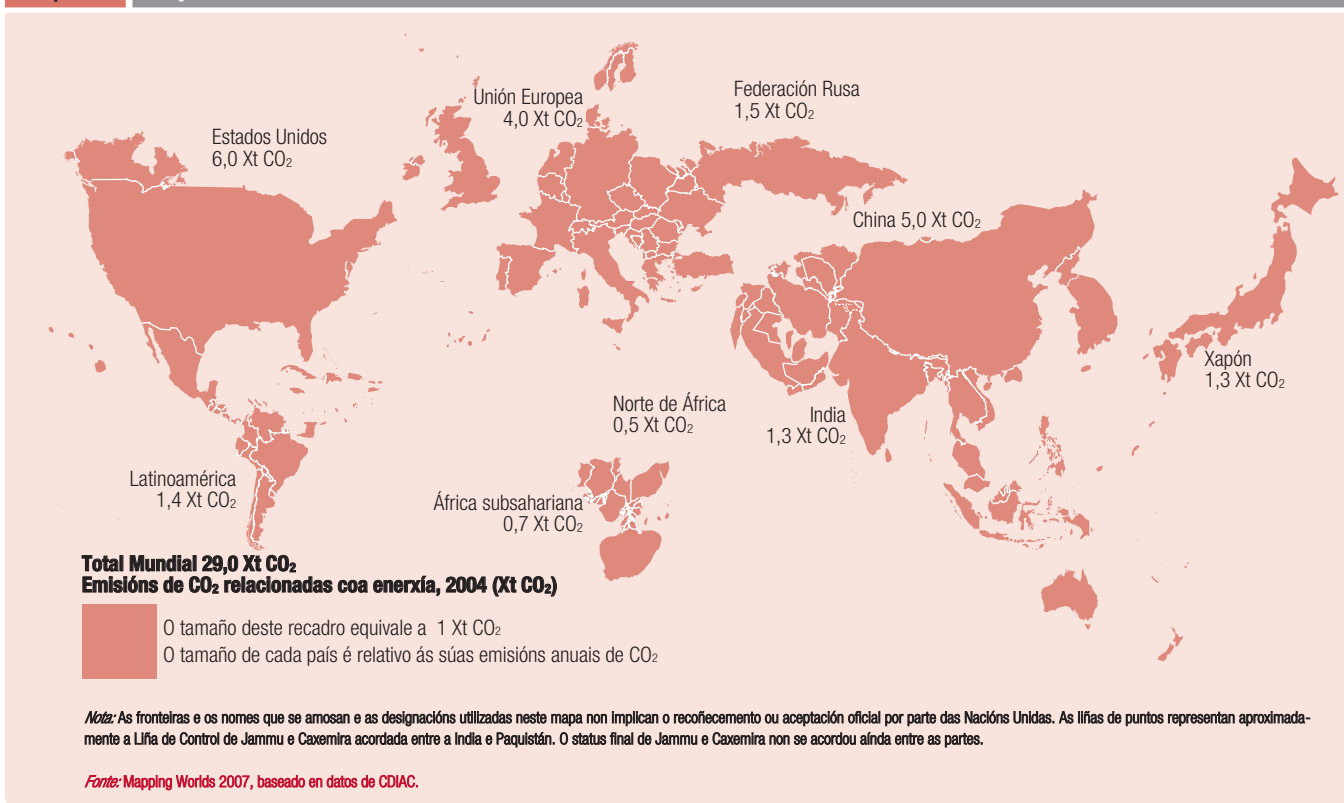 Unión Europea
4,0 Xt CO₂
Federación Rusa
1,5 Xt CO₂
Estados Unidos
6,0 Xt CO₂
China 5,0 Xt CO₂
Xapón
1,3 Xt CO₂
Norte de África
0,5 Xt CO₂
India
1,3 Xt CO₂
Latinoamérica
1,4 Xt CO₂
África subsahariana
0,7 Xt CO₂
Total Mundial 29,0 Xt CO₂
Emisións de CO₂ relacionadas coa enerxía, 2004 (Xt CO₂)
O tamaño deste recadro equivale a 1 Xt CO₂
O tamaño de cada país é relativo ás súas emisións anuais de CO₂
Nota: As fronteiras e os nomes que se amosan e as designacións utilizadas neste mapa non implican o recoñecemento ou aceptación oficial por parte das Nacións Unidas. As liñas de puntos representan aproximada-
mente a Liña de Control de Jammu e Caxemira acordada entre a India e Paquistán. O status final de Jammu e Caxemira non se acordou aínda entre as partes.
Fonte: Mapping Worlds 2007, baseado en datos de CDIAC.